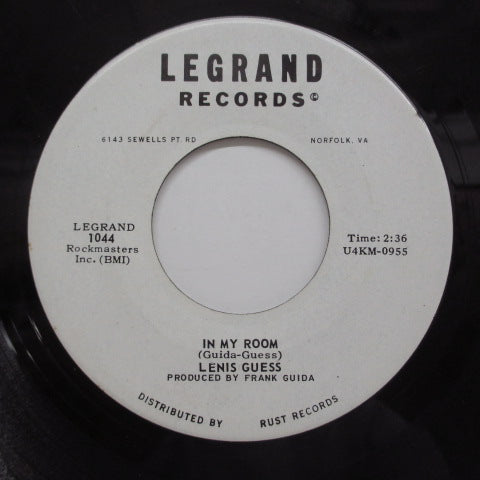 LEGRAND
RECORDS©
6143 SEWELLS PT RD NORFOLK. VA
LEGRAND
1044
Rockmasters
Inc. (BMI)
Time: 2:36
U4KM-0955
IN MY ROOM
(Guida-Guess)
LENIS GUESS
PRODUCED BY FRANK GUIDA
DISTRIBUTED BY RUST RECORDS